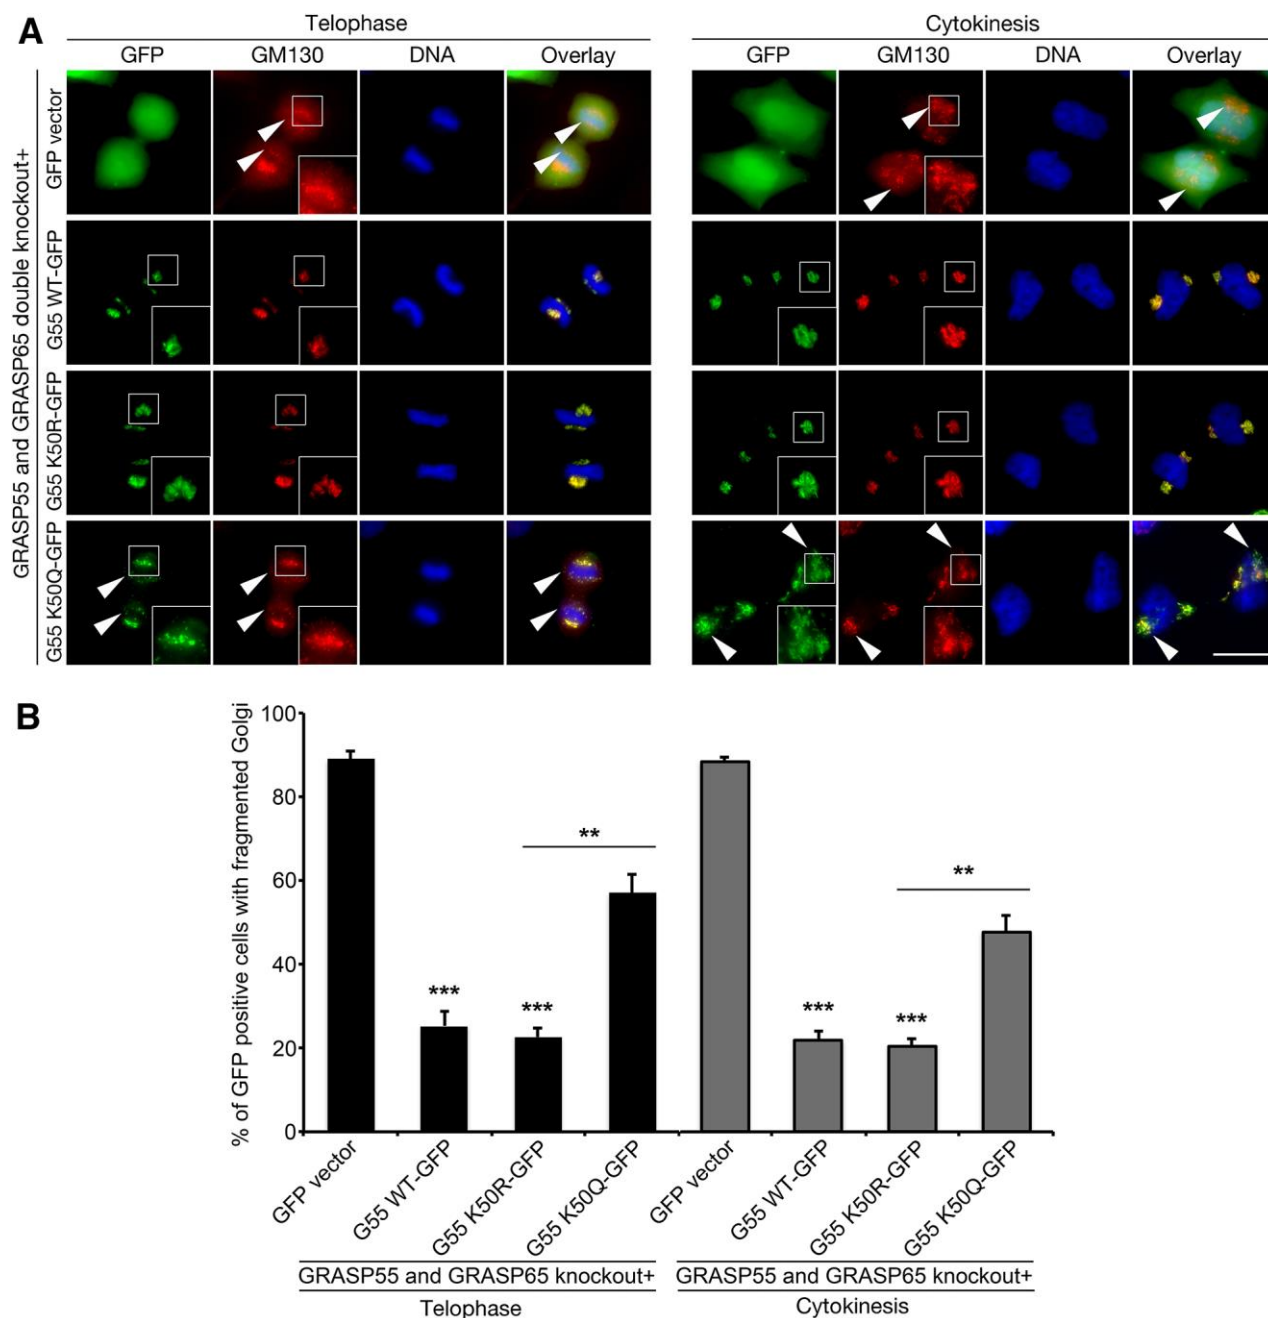 A
Telophase
Cytokinesis
GFP GM130 DNA Overlay
GFP GM130 DNA Overlay
GRASP55 and GRASP65 double knockout+
GFP vector
G55 WT-GFP
G55 K50R-GFP
G55 K50Q-GFP
B
% of GFP positive cells with fragmented Golgi
100
80
60
40
20
0
***
***
**
***
***
**
GFP vector
G55 WT-GFP
G55 K50R-GFP
G55 K50Q-GFP
GFP vector
G55 WT-GFP
G55 K50R-GFP
G55 K50Q-GFP
GRASP55 and GRASP65 knockout+
GRASP55 and GRASP65 knockout+
Telophase
Cytokinesis